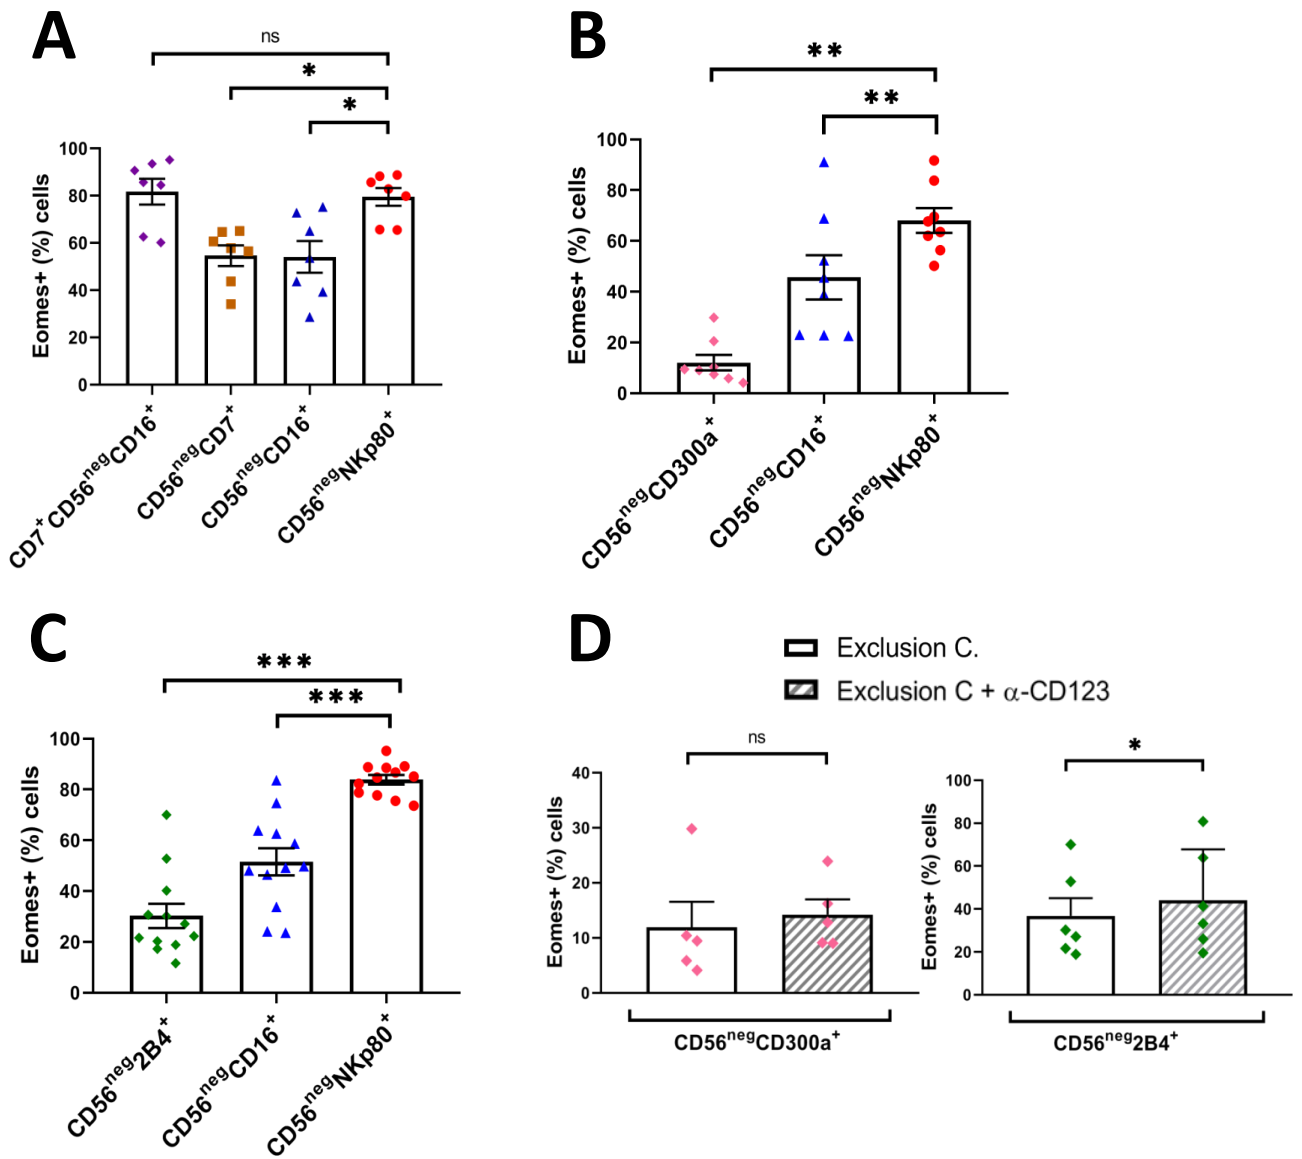 A
ns
*
*
Eomes+ (%) cells
100
80
60
40
20
0
CD7+CD56negCD16+
CD56negCD7+
CD56negCD16+
CD56negNKp80+
B
**
**
Eomes+ (%) cells
100
80
60
40
20
0
CD56negCD300a+
CD56negCD16+
CD56negNKp80+
C
***
***
Eomes+ (%) cells
100
80
60
40
20
0
CD56neg2B4+
CD56negCD16+
CD56negNKp80+
D
Exclusion C.
Exclusion C + α-CD123
ns
Eomes+ (%) cells
40
30
20
10
0
CD56negCD300a+
*
Eomes+ (%) cells
100
80
60
40
20
0
CD56neg2B4+